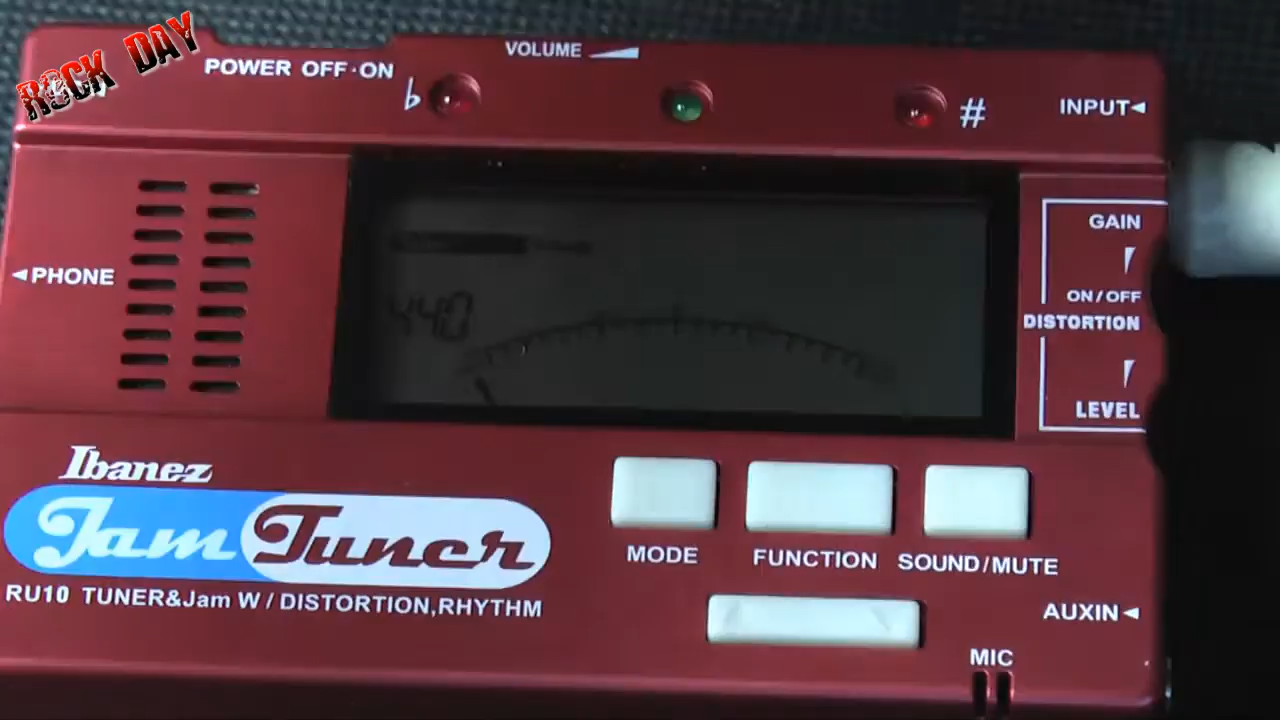 ROCK DAY
VOLUME
POWER OFF·ON
♭
#
INPUT
GAIN
PHONE
ON/OFF
DISTORTION
440
LEVEL
Ibanez
Jam Tuner
MODE
FUNCTION
SOUND/MUTE
RU10 TUNER&Jam W/DISTORTION,RHYTHM
AUXIN
MIC